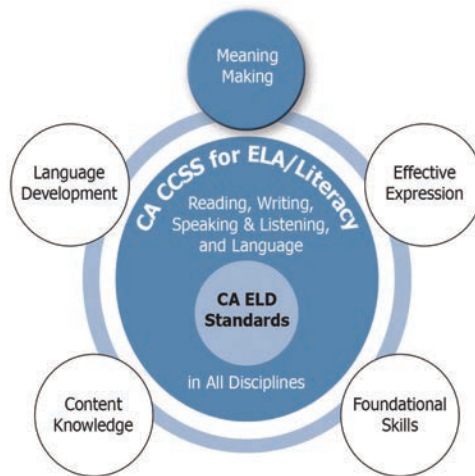 Meaning
Making
Language
Development
Effective
Expression
CA CCSS for ELA/Literacy
Reading, Writing,
Speaking & Listening,
and Language
CA ELD
Standards
in All Disciplines
Content
Knowledge
Foundational
Skills